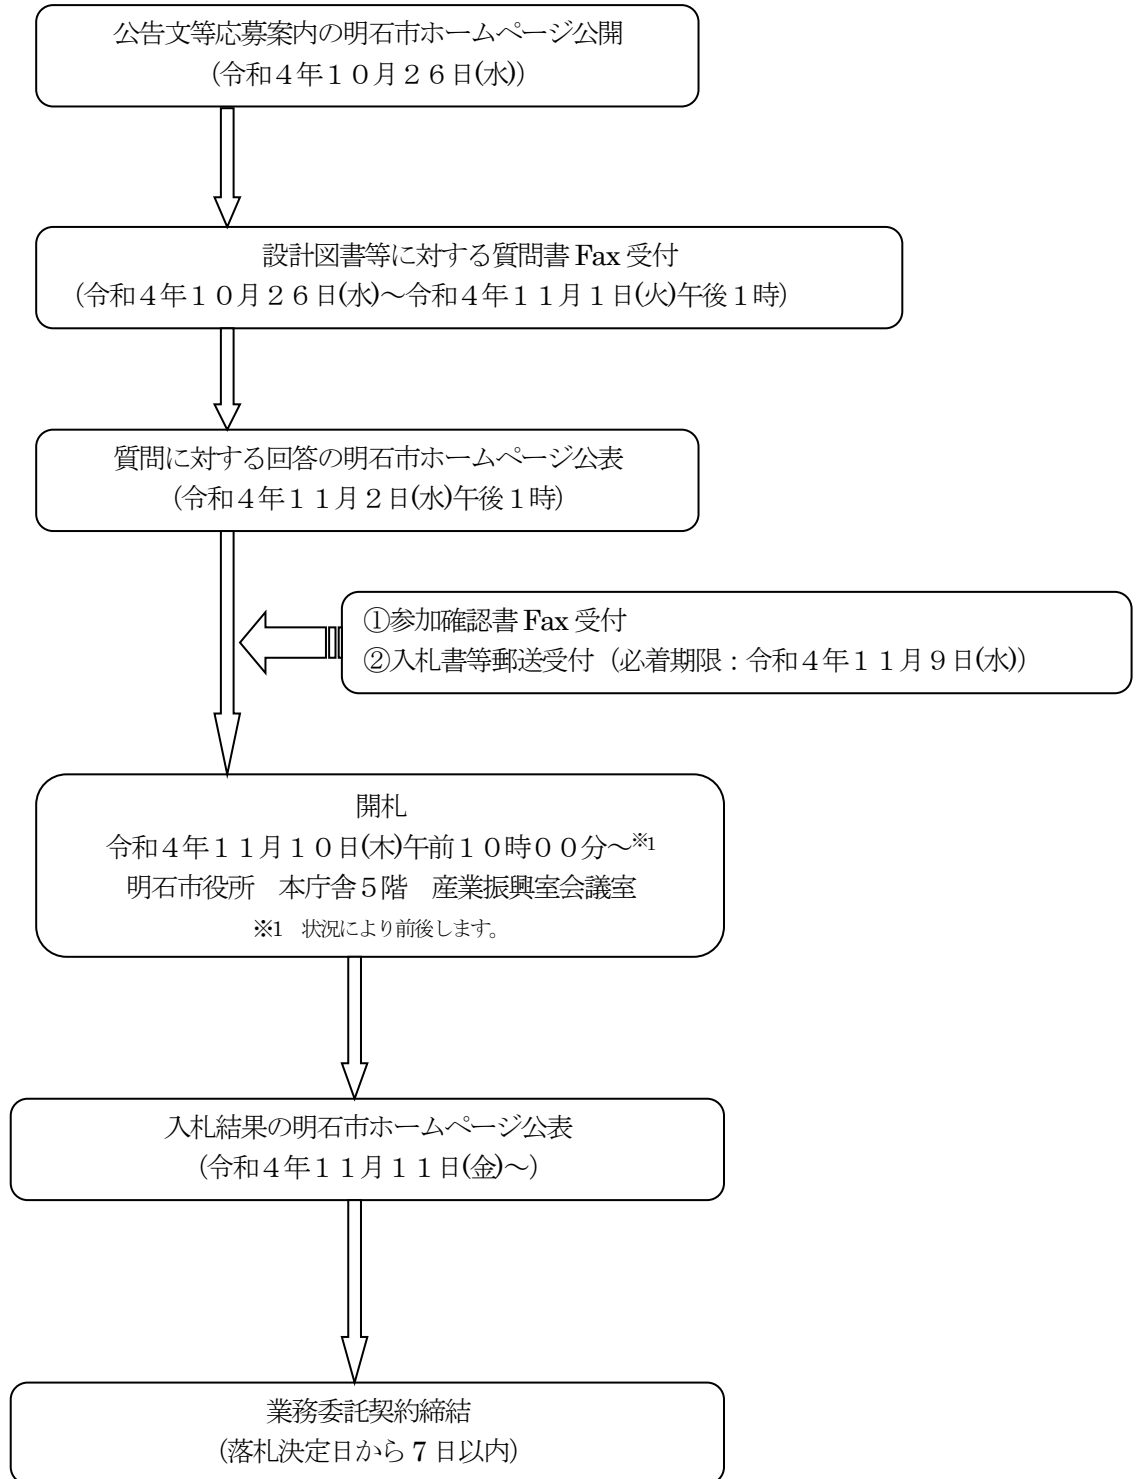 公告文等応募案内の明石市ホームページ公開
(令和４年１０月２６日(水))
設計図書等に対する質問書 Fax 受付
(令和４年１０月２６日(水)～令和４年１１月１日(火)午後１時)
質問に対する回答の明石市ホームページ公表
(令和４年１１月２日(水)午後１時)
①参加確認書 Fax 受付
②入札書等郵送受付（必着期限：令和４年１１月９日(水)）
開札
令和４年１１月１０日(木)午前１０時００分～※1
明石市役所　本庁舎５階　産業振興室会議室
※1　状況により前後します。
入札結果の明石市ホームページ公表
(令和４年１１月１１日(金)～)
業務委託契約締結
(落札決定日から 7 日以内)